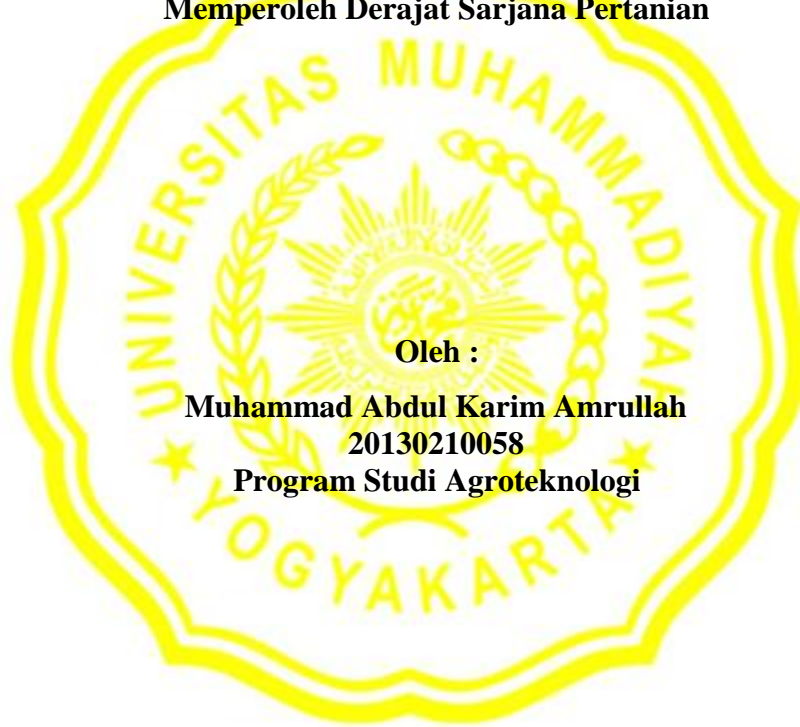 Memperoleh Derajat Sarjana Pertanian
UNIVERSITAS MUHAMMADIYAH
YOGYAKARTA
Oleh :
Muhammad Abdul Karim Amrullah
20130210058
Program Studi Agroteknologi